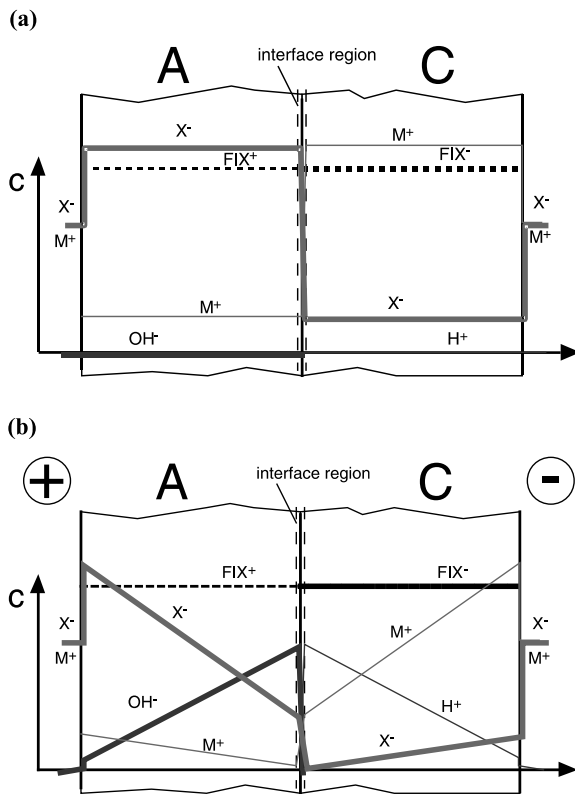 (a)
interface region
A C
X⁻ M⁺
FIX⁺ FIX⁻
C
X⁻ X⁻
M⁺ M⁺
M⁺ X⁻
OH⁻ H⁺
(b)
interface region
+ A C -
FIX⁺ FIX⁻
C
X⁻
M⁺
X⁻ X⁻
M⁺ M⁺
OH⁻ H⁺
M⁺ X⁻